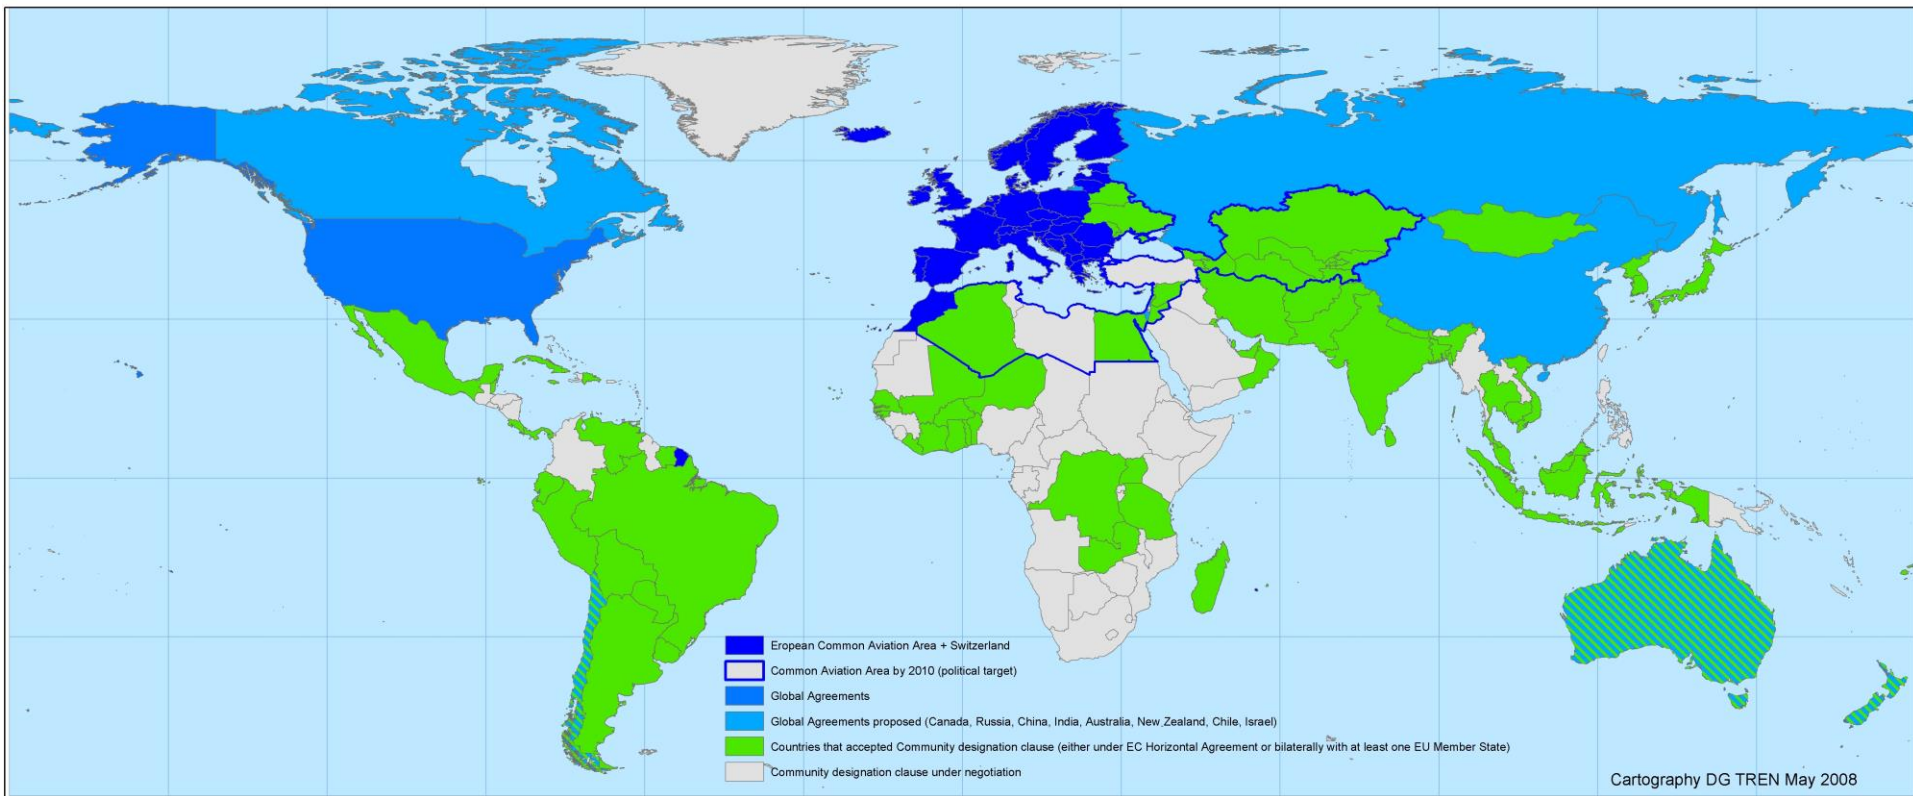 Eropean Common Aviation Area + Switzerland
Common Aviation Area by 2010 (political target)
Global Agreements
Global Agreements proposed (Canada, Russia, China, India, Australia, New Zealand, Chile, Israel)
Countries that accepted Community designation clause (either under EC Horizontal Agreement or bilaterally with at least one EU Member State)
Community designation clause under negotiation
Cartography DG TREN May 2008